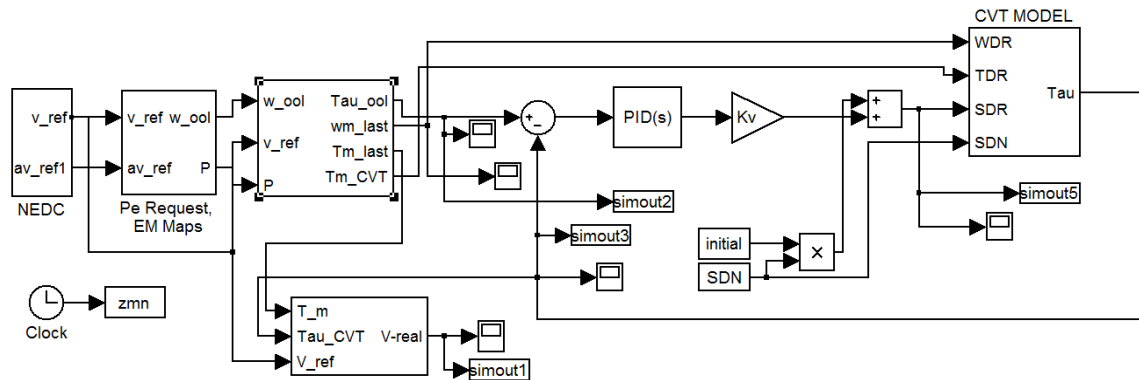 CVT MODEL
WDR
TDR
SDR
SDN
Tau
v_ref
av_ref1
NEDC
v_ref
w_ool
av_ref
P
Pe Request,
EM Maps
w_ool
v_ref
P
Tau_ool
wm_last
Tm_last
Tm_CVT
+
−
PID(s)
Kv
+
+
simout2
simout3
simout5
initial
SDN
×
Clock
zmn
T_m
Tau_CVT
V_ref
V-real
simout1